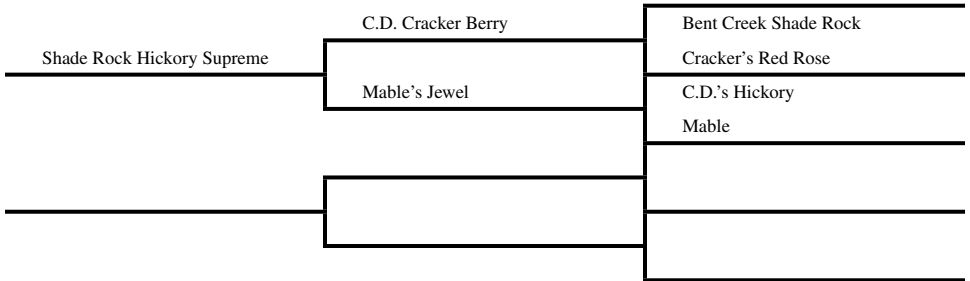 C.D. Cracker Berry
Bent Creek Shade Rock
Shade Rock Hickory Supreme
Cracker's Red Rose
Mable's Jewel
C.D.'s Hickory
Mable